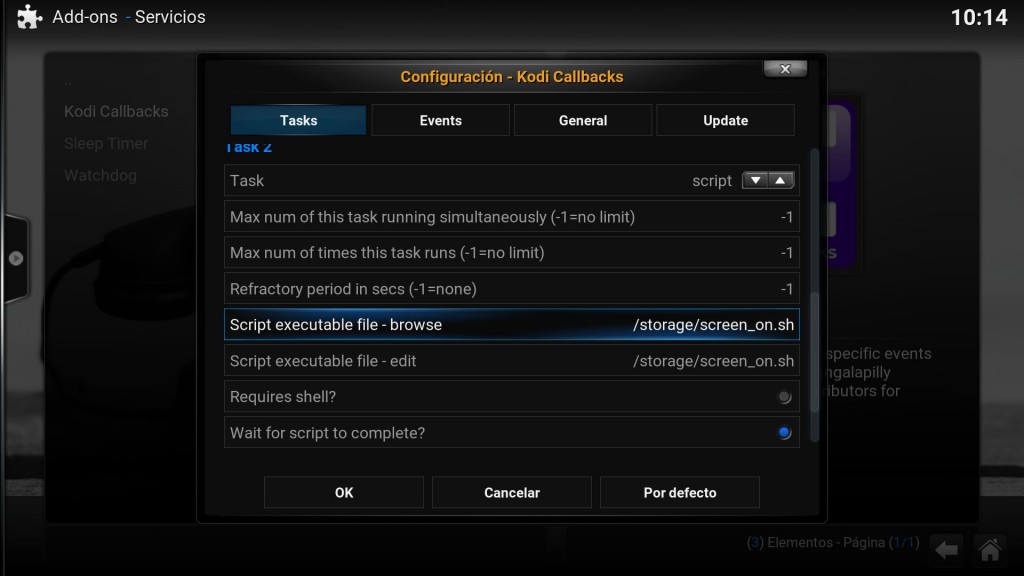 Add-ons - Servicios
10:14
..
Kodi Callbacks
Sleep Timer
Watchdog
Configuración - Kodi Callbacks
Tasks
Events
General
Update
Task 2
Task script
Max num of this task running simultaneously (-1=no limit) -1
Max num of times this task runs (-1=no limit) -1
Refractory period in secs (-1=none) -1
Script executable file - browse /storage/screen_on.sh
Script executable file - edit /storage/screen_on.sh
Requires shell?
Wait for script to complete?
OK
Cancelar
Por defecto
specific events
(3) Elementos - Página (1/1)